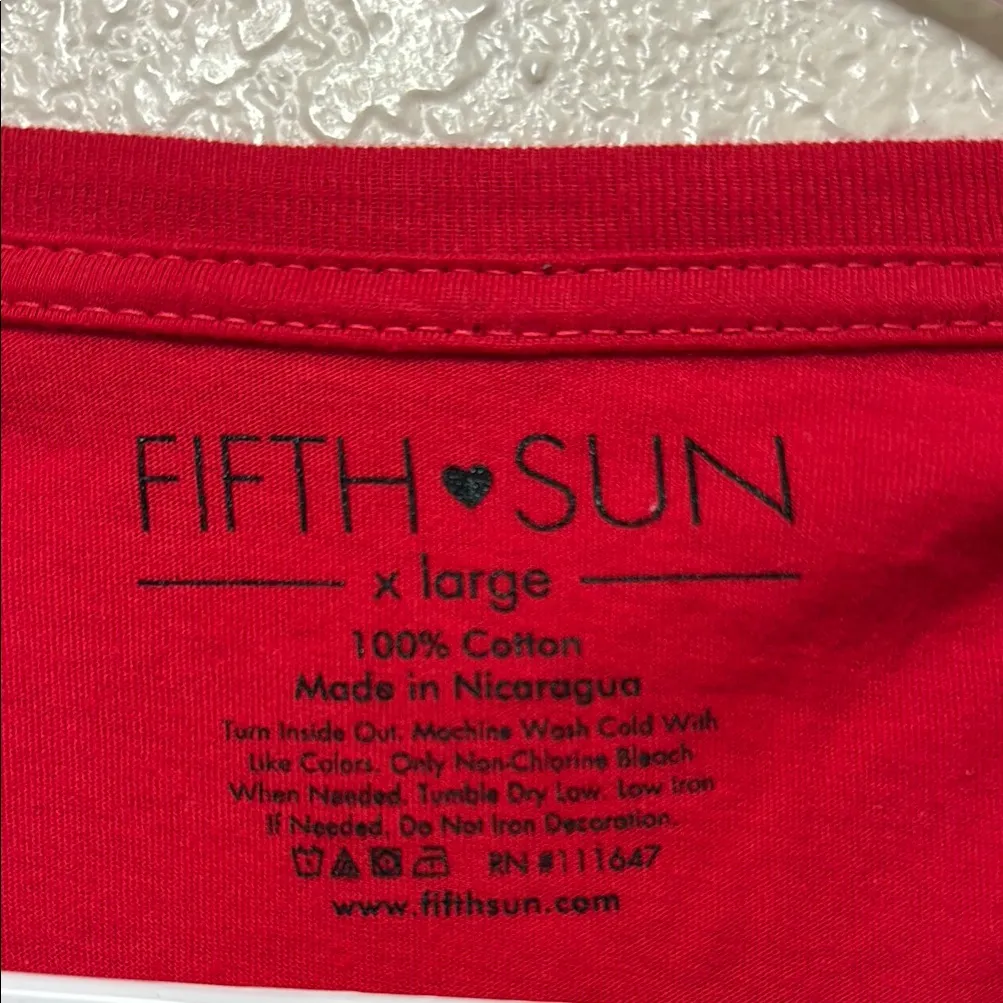 FIFTH♥SUN
x large
100% Cotton
Made in Nicaragua
Turn Inside Out. Machine Wash Cold With
Like Colors. Only Non-Chlorine Bleach
When Needed. Tumble Dry Low. Low Iron
If Needed. Do Not Iron Decoration.
RN #111647
www.fifthsun.com